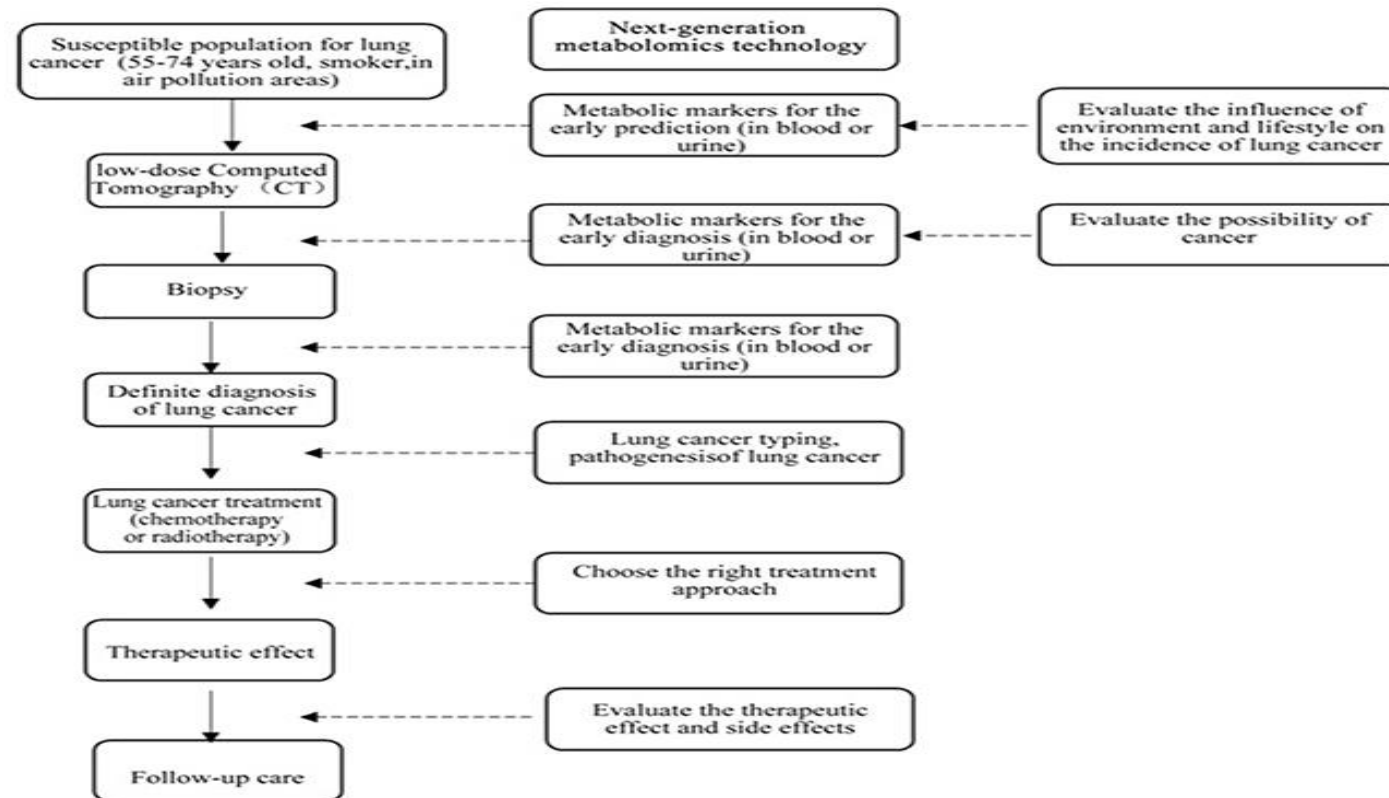 Susceptible population for lung
cancer (55-74 years old, smoker,in
air pollution areas)
Next-generation
metabolomics technology
Metabolic markers for the
early prediction (in blood or
urine)
Evaluate the influence of
environment and lifestyle on
the incidence of lung cancer
low-dose Computed
Tomography （CT）
Metabolic markers for the
early diagnosis (in blood or
urine)
Evaluate the possibility of
cancer
Biopsy
Metabolic markers for the
early diagnosis (in blood or
urine)
Definite diagnosis
of lung cancer
Lung cancer typing,
pathogenesisof lung cancer
Lung cancer treatment
(chemotherapy
or radiotherapy)
Choose the right treatment
approach
Therapeutic effect
Evaluate the therapeutic
effect and side effects
Follow-up care